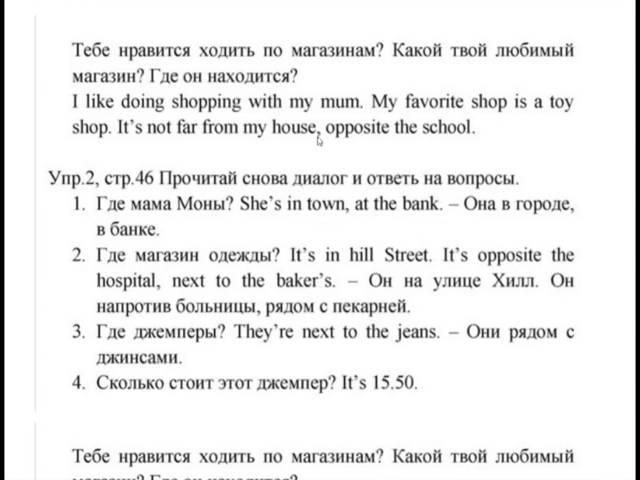 Тебе нравится ходить по магазинам? Какой твой любимый
магазин? Где он находится?
I like doing shopping with my mum. My favorite shop is a toy
shop. It’s not far from my house, opposite the school.
Упр.2, стр.46 Прочитай снова диалог и ответь на вопросы.
1. Где мама Моны? She’s in town, at the bank. – Она в городе,
в банке.
2. Где магазин одежды? It’s in hill Street. It’s opposite the
hospital, next to the baker’s. – Он на улице Хилл. Он
напротив больницы, рядом с пекарней.
3. Где джемперы? They’re next to the jeans. – Они рядом с
джинсами.
4. Сколько стоит этот джемпер? It’s 15.50.
Тебе нравится ходить по магазинам? Какой твой любимый
магазин? Где он находится?